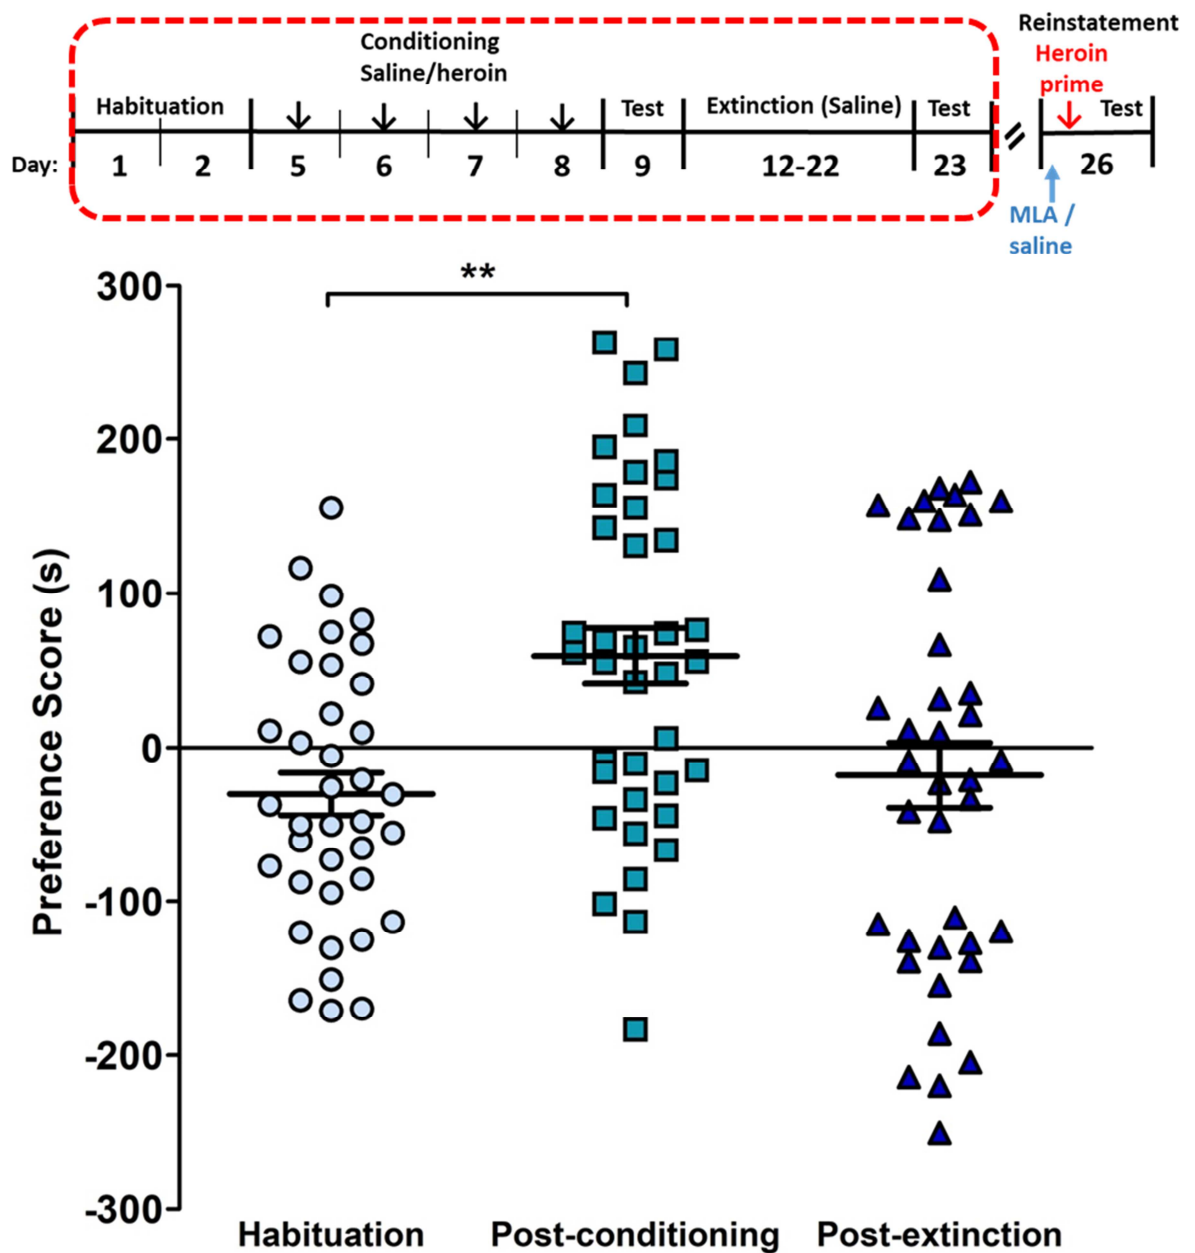 Reinstatement
Conditioning
Saline/heroin
Heroin
prime
Habituation
Test
Extinction (Saline)
Test
Test
Day: 1 2 5 6 7 8 9 12-22 23 26
MLA /
saline
**
300
200
100
0
-100
-200
-300
Preference Score (s)
Habituation Post-conditioning Post-extinction